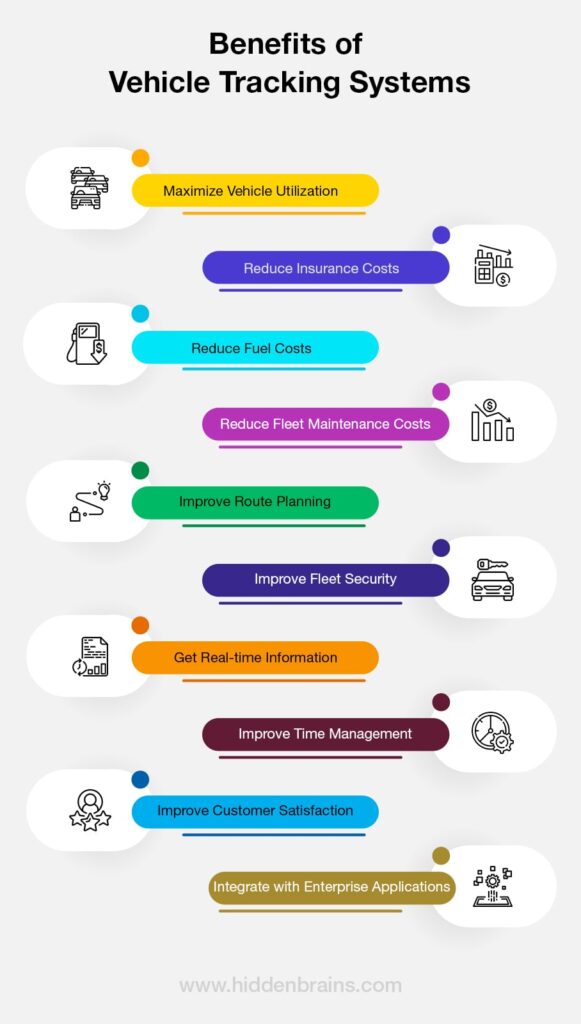 Benefits of
Vehicle Tracking Systems
Maximize Vehicle Utilization
Reduce Insurance Costs
Reduce Fuel Costs
Reduce Fleet Maintenance Costs
Improve Route Planning
Improve Fleet Security
Get Real-time Information
Improve Time Management
Improve Customer Satisfaction
Integrate with Enterprise Applications
www.hiddenbrains.com